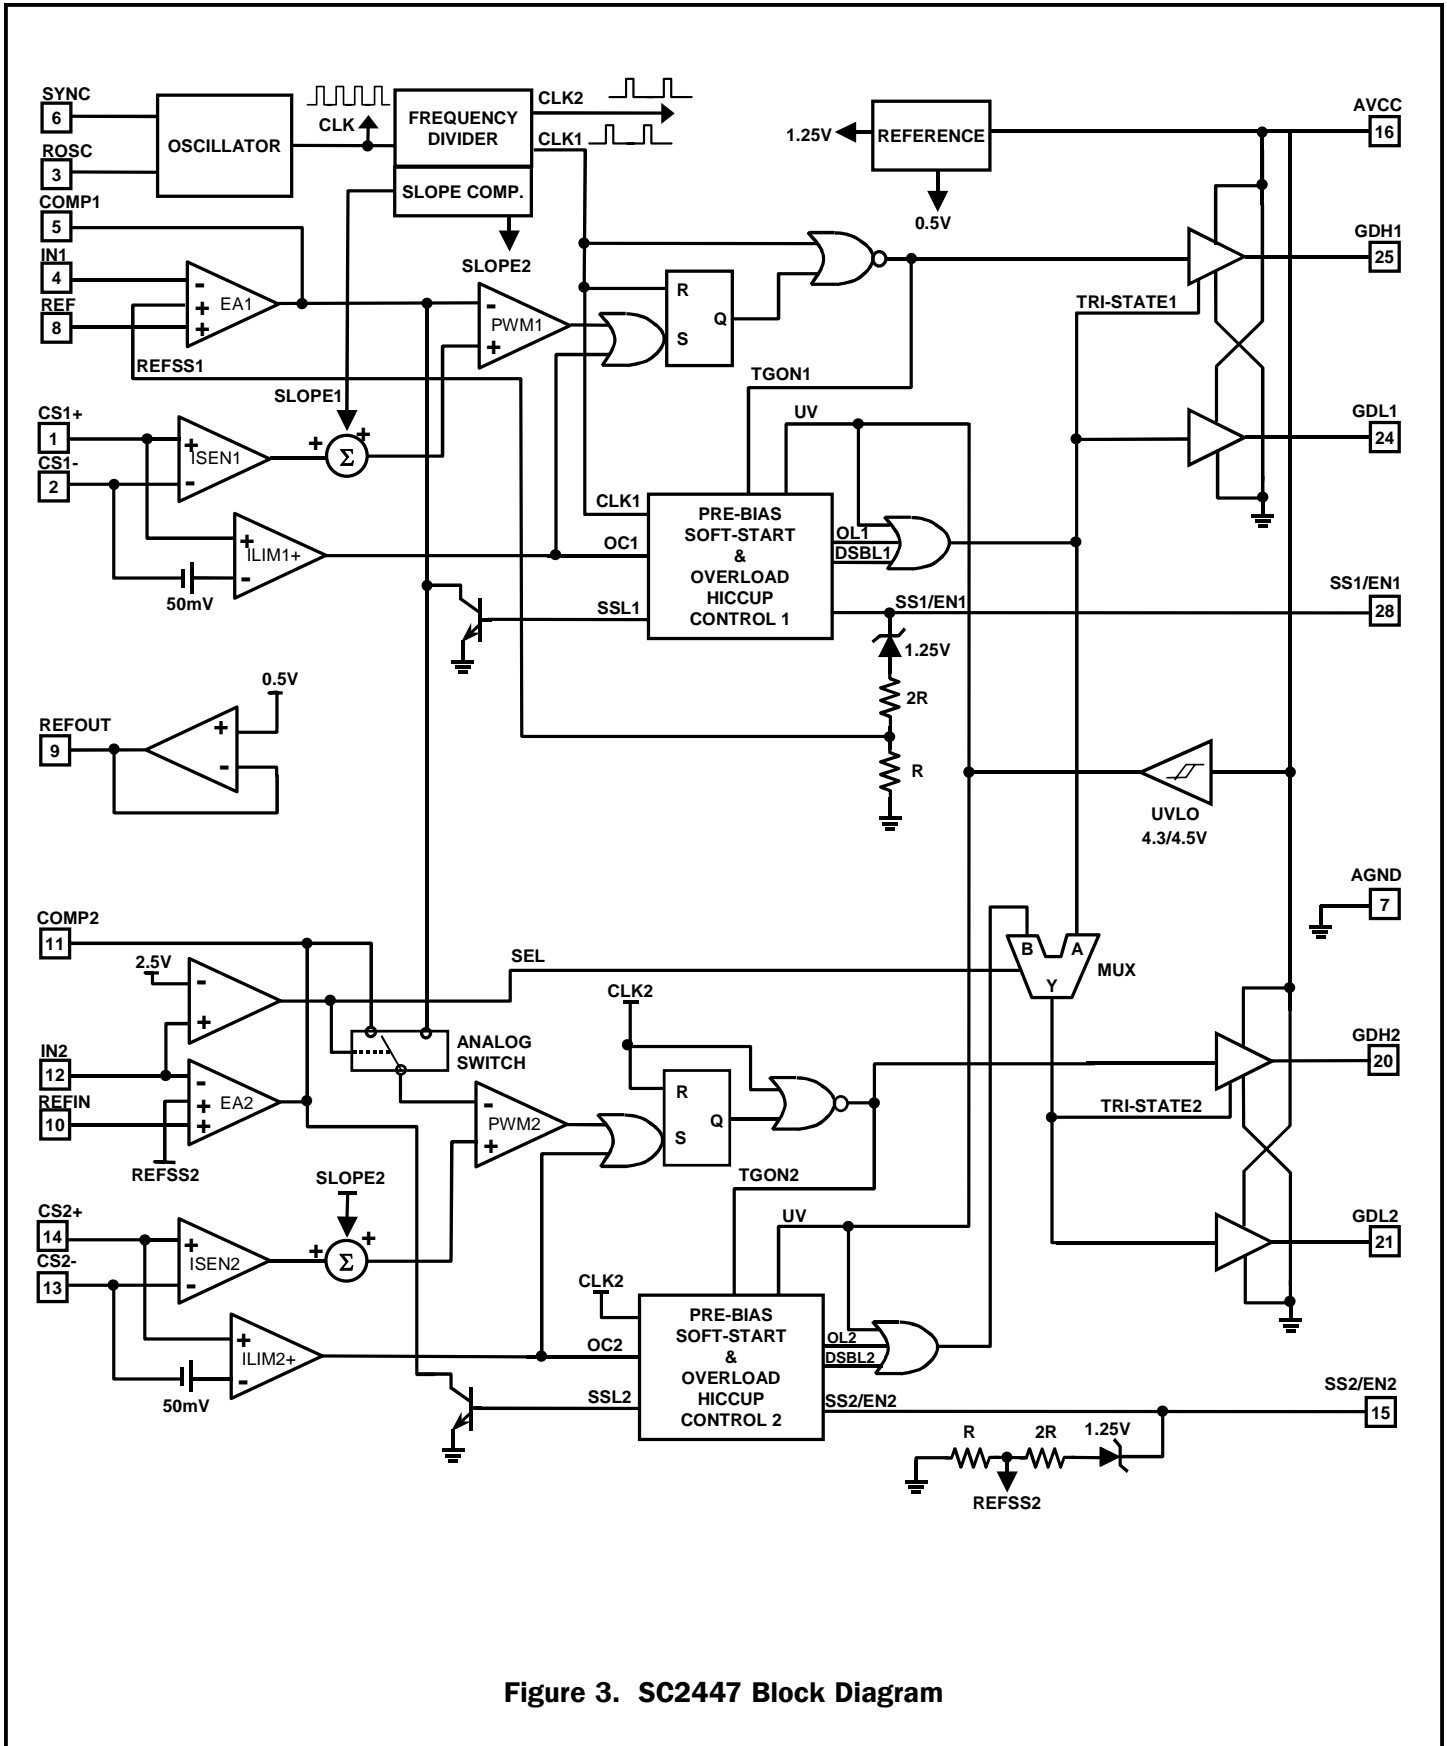 SYNC
6
ROSC
3
COMP1
5
IN1
4
REF
8
OSCILLATOR
CLK
FREQUENCY
DIVIDER
SLOPE COMP.
CLK2
CLK1
SLOPE2
1.25V
REFERENCE
0.5V
AVCC
16
GDH1
25
- 
+
+
EA1
REFSS1
-
+
PWM1
R
S
Q
TRI-STATE1
TGON1
SLOPE1
UV
GDL1
24
CS1+
1
CS1-
2
+
-
ISEN1
+
+
Σ
+
-
ILIM1+
50mV
CLK1
OC1
SSL1
PRE-BIAS
SOFT-START
&
OVERLOAD
HICCUP
CONTROL 1
OL1
DSBL1
SS1/EN1
SS1/EN1
28
1.25V
2R
R
0.5V
REFOUT
9
+
-
UVLO
4.3/4.5V
AGND
7
COMP2
11
2.5V
-
+
SEL
B
A
Y
MUX
CLK2
ANALOG
SWITCH
IN2
12
REFIN
10
-
+
+
EA2
REFSS2
-
+
PWM2
R
S
Q
GDH2
20
TRI-STATE2
TGON2
SLOPE2
UV
CS2+
14
CS2-
13
+
-
ISEN2
+
+
Σ
GDL2
21
CLK2
+
-
ILIM2+
50mV
OC2
SSL2
PRE-BIAS
SOFT-START
&
OVERLOAD
HICCUP
CONTROL 2
OL2
DSBL2
SS2/EN2
SS2/EN2
15
R
2R
1.25V
REFSS2
Figure 3. SC2447 Block Diagram